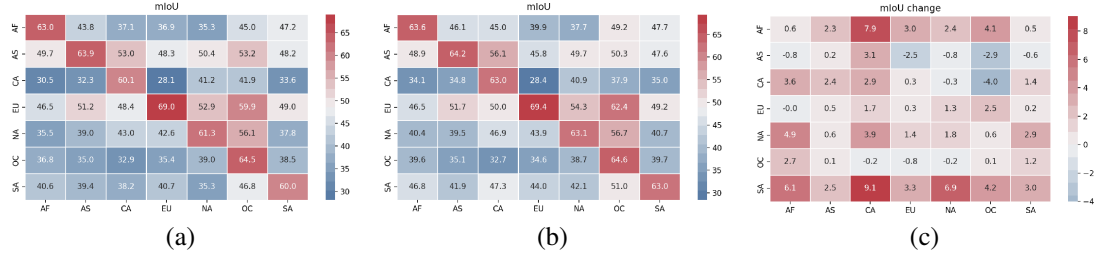 mIoU
AF 63.0 43.8 37.1 36.9 35.3 45.0 47.2
AS 49.7 63.9 53.0 48.3 50.4 53.2 48.2
CA 30.5 32.3 60.1 28.1 41.2 41.9 33.6
EU 46.5 51.2 48.4 69.0 52.9 59.9 49.0
NA 35.5 39.0 43.0 42.6 61.3 56.1 37.8
OC 36.8 35.0 32.9 35.4 39.0 64.5 38.5
SA 40.6 39.4 38.2 40.7 35.3 46.8 60.0
AF AS CA EU NA OC SA
65
60
55
50
45
40
35
30
(a)
mIoU
AF 63.6 46.1 45.0 39.9 37.7 49.2 47.7
AS 48.9 64.2 56.1 45.8 49.7 50.3 47.6
CA 34.1 34.8 63.0 28.4 40.9 37.9 35.0
EU 46.5 51.7 50.0 69.4 54.3 62.4 49.2
NA 40.4 39.5 46.9 43.9 63.1 56.7 40.7
OC 39.6 35.1 32.7 34.6 38.7 64.6 39.7
SA 46.8 41.9 47.3 44.0 42.1 51.0 63.0
AF AS CA EU NA OC SA
65
60
55
50
45
40
35
30
(b)
mIoU change
AF 0.6 2.3 7.9 3.0 2.4 4.1 0.5
AS -0.8 0.2 3.1 -2.5 -0.8 -2.9 -0.6
CA 3.6 2.4 2.9 0.3 -0.3 -4.0 1.4
EU -0.0 0.5 1.7 0.3 1.3 2.5 0.2
NA 4.9 0.6 3.9 1.4 1.8 0.6 2.9
OC 2.7 0.1 -0.2 -0.8 -0.2 0.1 1.2
SA 6.1 2.5 9.1 3.3 6.9 4.2 3.0
AF AS CA EU NA OC SA
8
6
4
2
0
−2
−4
(c)